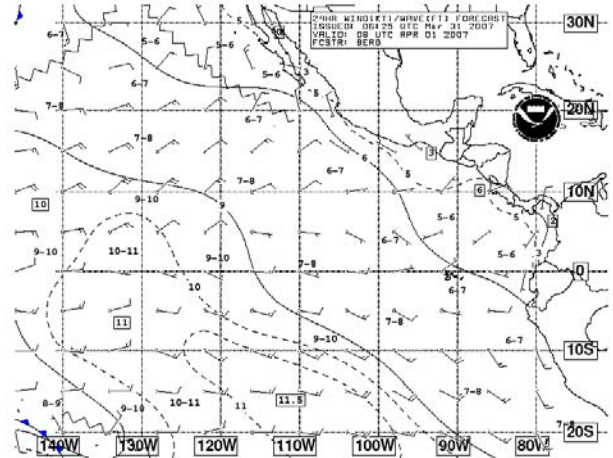 24HR WIND(KT)/WAVE(FT) FORECAST
ISSUED: 06:25 UTC Mar 31 2007
VALID: 06 UTC APR 01 2007
FCSTR: BERG
30N
6-7
5-6
5-6
5-6
3
5
7-8
6-7
5
20N
7-8
6
5
3
6-7
5
7-8
10N
9-10
9
6
10
5-6
5
2
9-10
10-11
9-10
7-8
6-7
5-6
3
0
10
6-7
11
7-8
9-10
6-7
10S
8-9
9-10
10-11
11
11.5
7-8
20S
140W
130W
120W
110W
100W
90W
80W